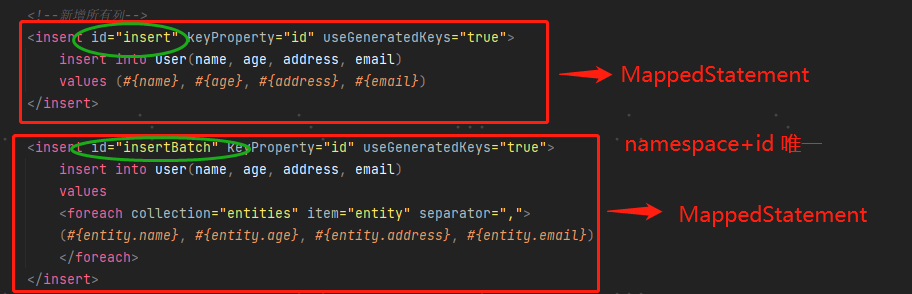 <!--新增所有列-->
<insert id="insert" keyProperty="id" useGeneratedKeys="true">
insert into user(name, age, address, email)
values (#{name}, #{age}, #{address}, #{email})
</insert>
MappedStatement
<insert id="insertBatch" keyProperty="id" useGeneratedKeys="true">
insert into user(name, age, address, email)
values
<foreach collection="entities" item="entity" separator=",">
(#{entity.name}, #{entity.age}, #{entity.address}, #{entity.email})
</foreach>
</insert>
namespace+id 唯一
MappedStatement